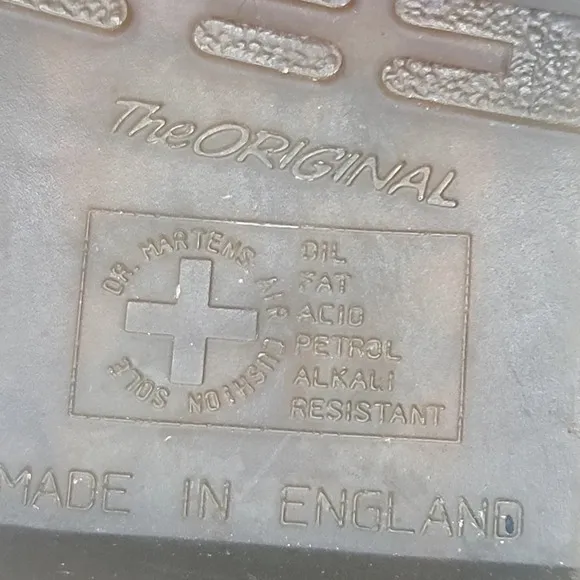 The ORIGINAL
DR. MARTENS AIR CUSHION SOLE
OIL
FAT
ACID
PETROL
ALKALI
RESISTANT
MADE IN ENGLAND